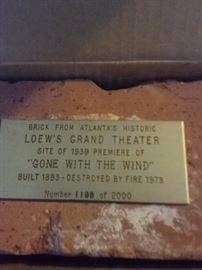 BRICK FROM ATLANTA'S HISTORIC
LOEW'S GRAND THEATER
SITE OF 1939 PREMIERE OF
"GONE WITH THE WIND"
BUILT 1893 - DESTROYED BY FIRE 1978
Number 1198 of 2000